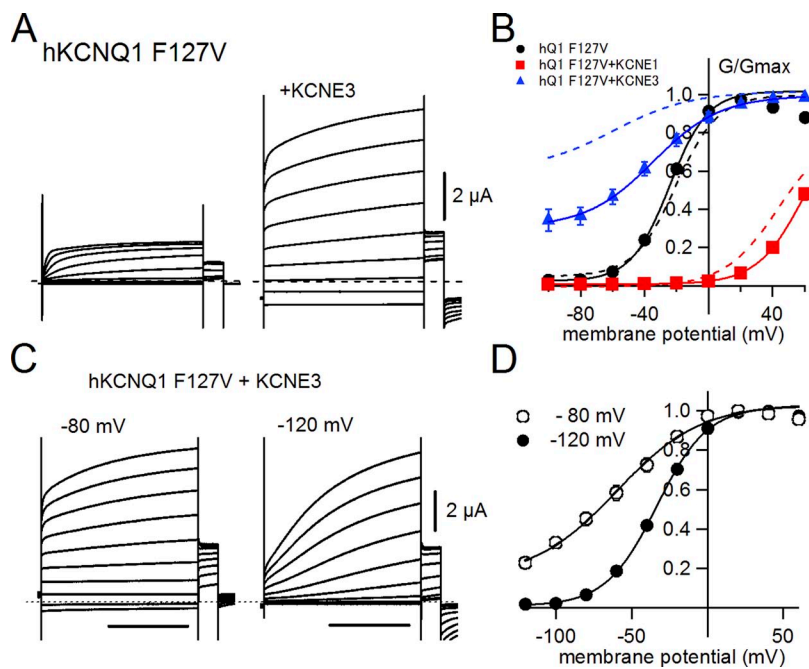 A
hKCNQ1 F127V
+KCNE3
2 µA
B
hQ1 F127V
hQ1 F127V+KCNE1
hQ1 F127V+KCNE3
G/Gmax
1.0
0.8
0.6
0.4
0.2
-80 -40 0 40
membrane potential (mV)
C
hKCNQ1 F127V + KCNE3
-80 mV
-120 mV
2 µA
D
- 80 mV
-120 mV
1.0
0.8
0.6
0.4
0.2
-100 -50 0 50
membrane potential (mV)